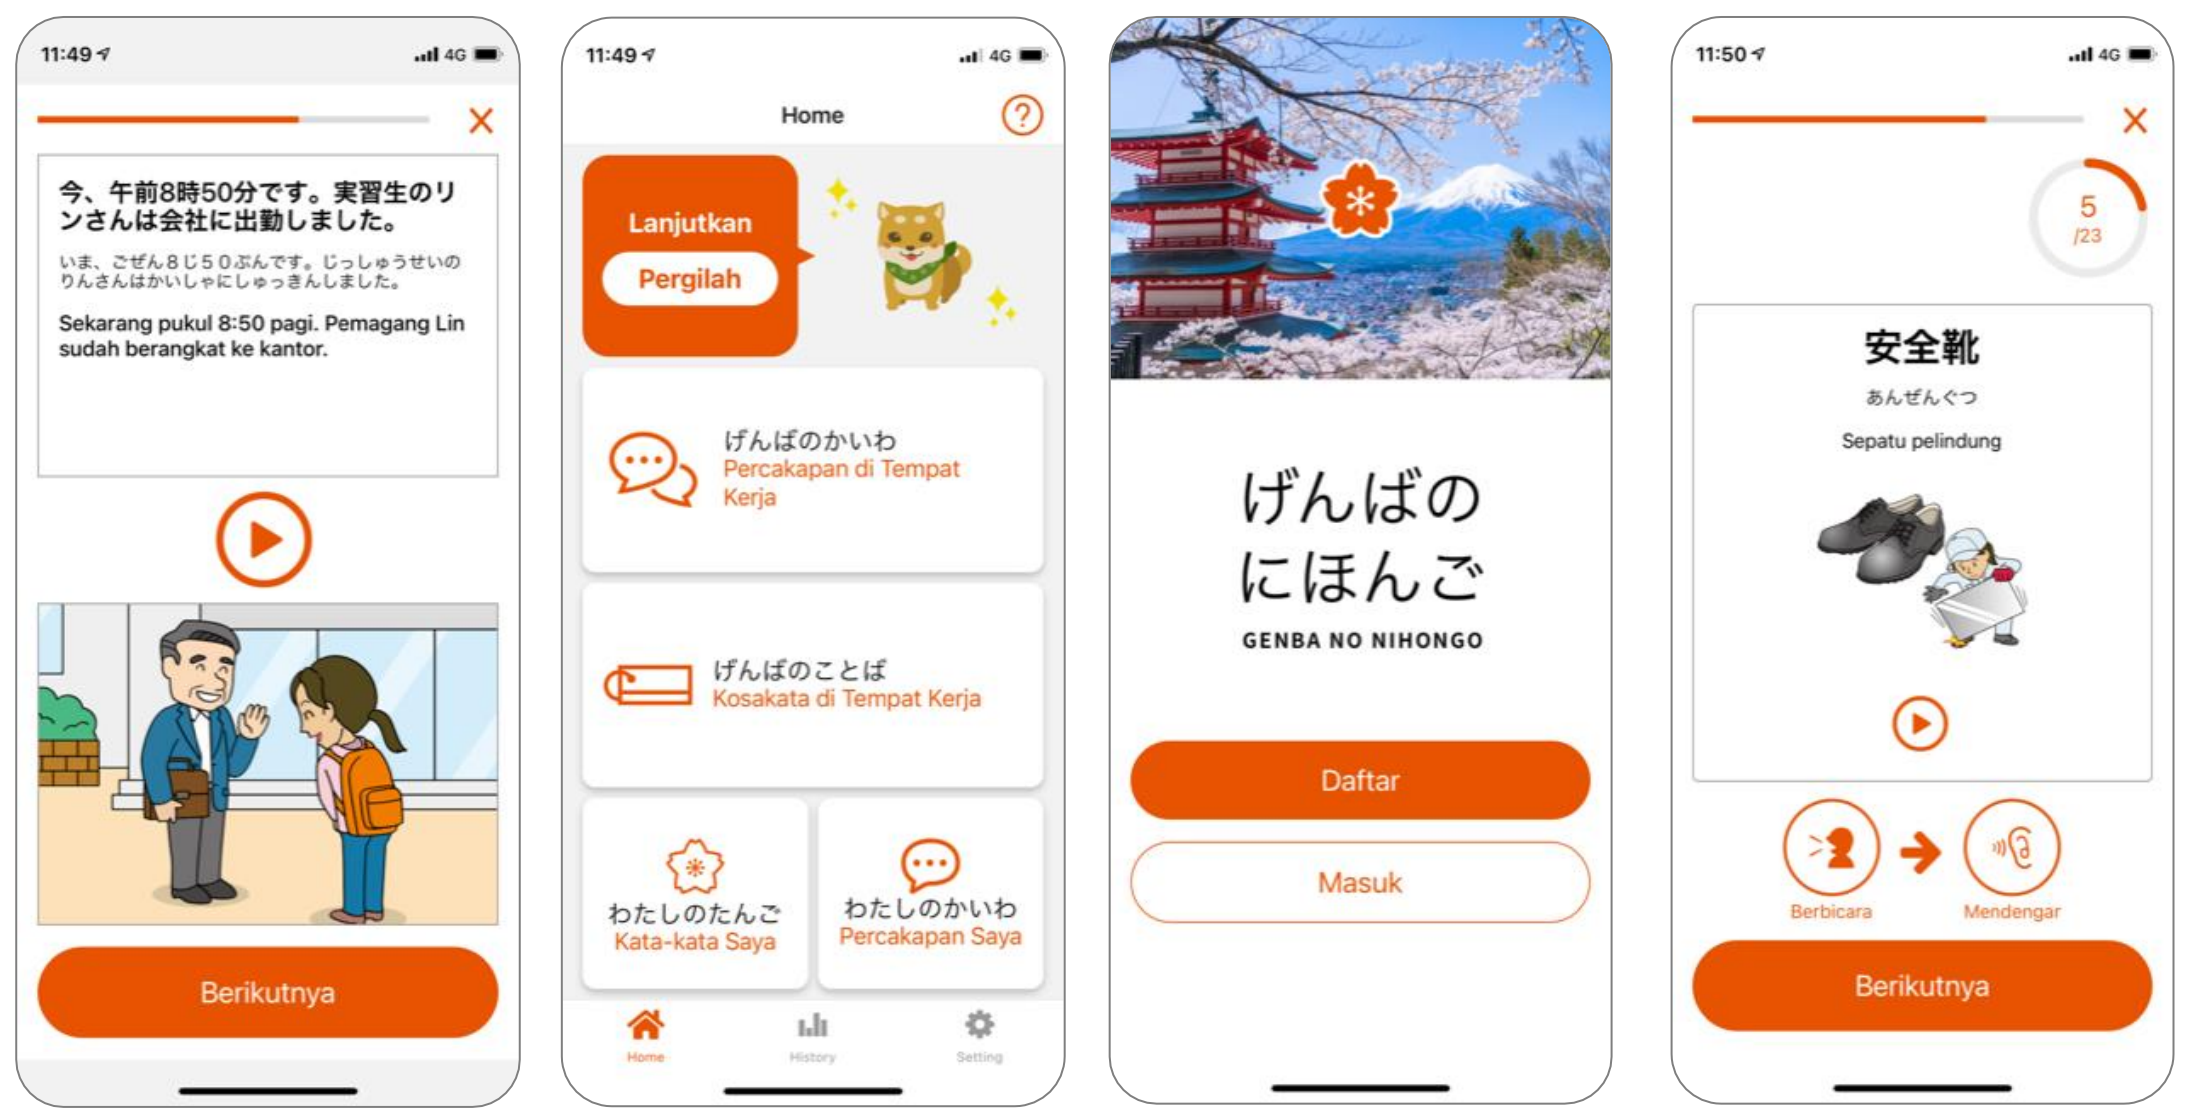 11:49
4G
今、午前8時50分です。実習生のリ
ンさんは会社に出勤しました。
いま、ごぜん８じ５０ぷんです。じっしゅうせいの
りんさんはかいしゃにしゅっきんしました。
Sekarang pukul 8:50 pagi. Pemagang Lin
sudah berangkat ke kantor.
Berikutnya
11:49
4G
Home
Lanjutkan
Pergilah
げんばのかいわ
Percakapan di Tempat
Kerja
げんばのことば
Kosakata di Tempat Kerja
わたしのたんご
Kata-kata Saya
わたしのかいわ
Percakapan Saya
Home
History
Setting
げんばの
にほんご
GENBA NO NIHONGO
Daftar
Masuk
11:50
4G
5
/23
安全靴
あんぜんぐつ
Sepatu pelindung
Berbicara
Mendengar
Berikutnya